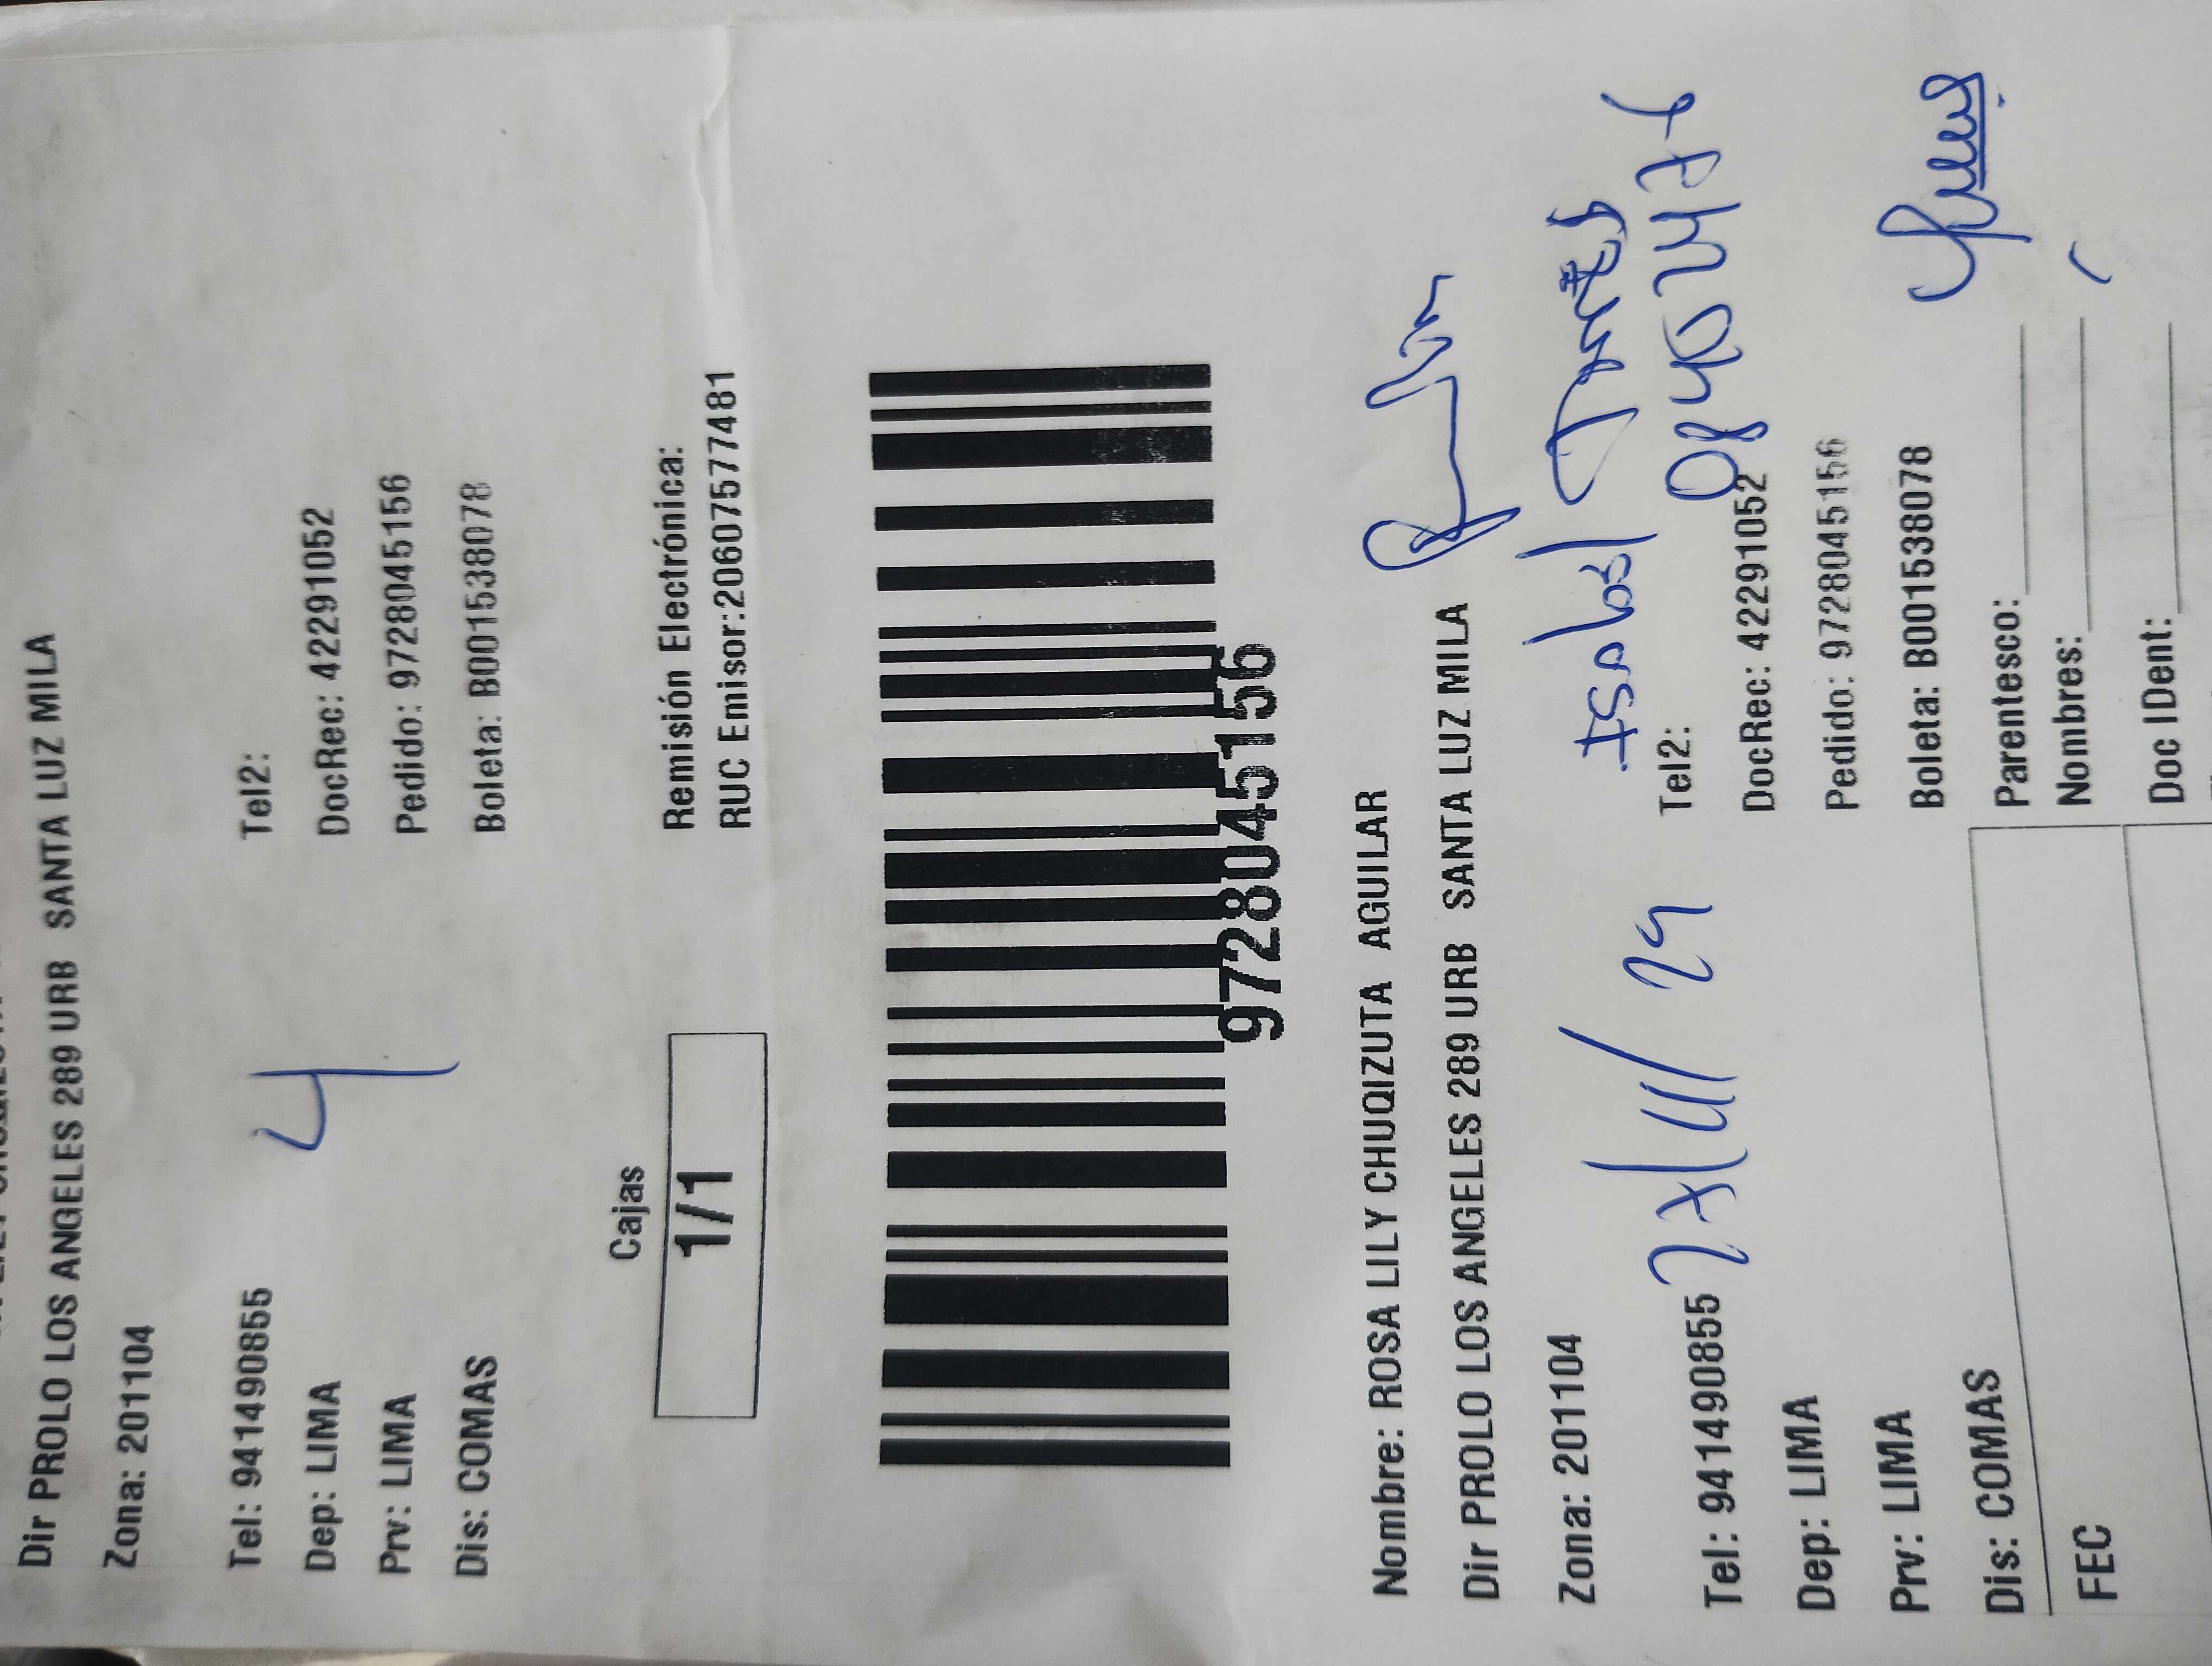 Dir PROLO LOS ANGELES 289 URB SANTA LUZ MILA
Zona: 201104
4
Tel: 941490855 Tel2:
Dep: LIMA DocRec: 42291052
Prv: LIMA Pedido: 9728045156
Dis: COMAS Boleta: B001538078
Cajas
1/1
Remisión Electrónica:
RUC Emisor:20607577481
9728045156
Nombre: ROSA LILY CHUQIZUTA AGUILAR
Dir PROLO LOS ANGELES 289 URB SANTA LUZ MILA
Zona: 201104
Isabel
Tel: 941490855 Tel2:
08402476
Dep: LIMA DocRec: 42291052
Prv: LIMA Pedido: 9728045156
Dis: COMAS Boleta: B001538078
FEC
Parentesco:
Nombres:
Doc IDent: